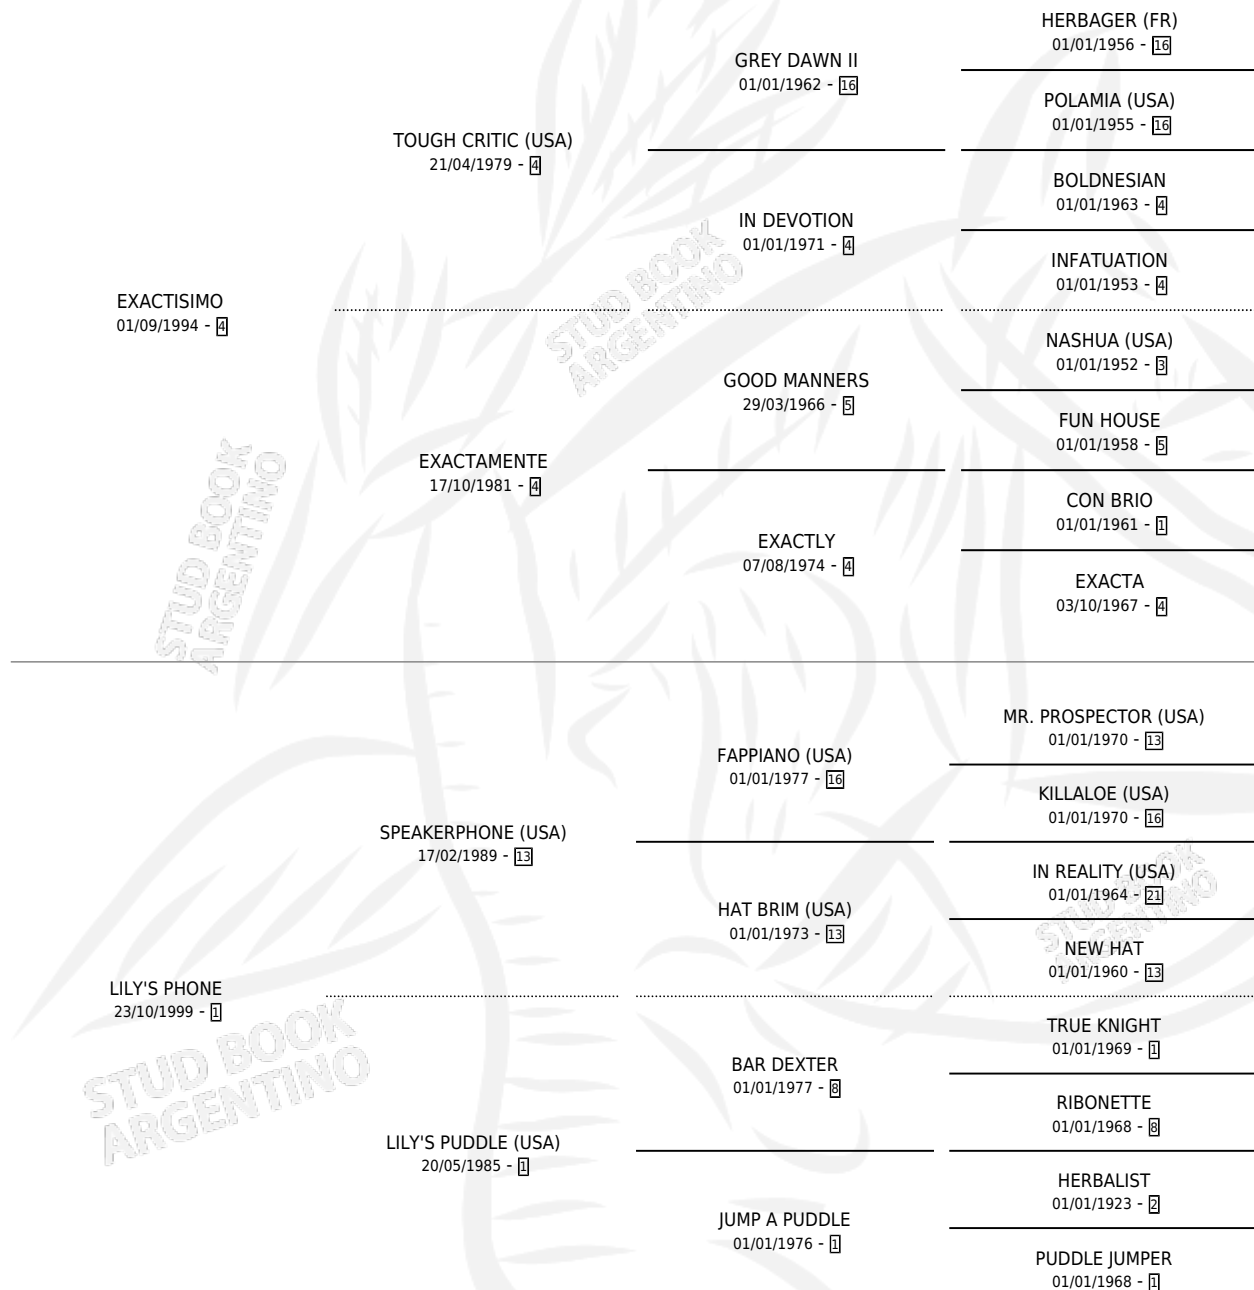 HERBAGER (FR)
01/01/1956 - 16
GREY DAWN II
01/01/1962 - 16
POLAMIA (USA)
01/01/1955 - 16
TOUGH CRITIC (USA)
21/04/1979 - 4
BOLDNESIAN
01/01/1963 - 4
IN DEVOTION
01/01/1971 - 4
INFATUATION
01/01/1953 - 4
EXACTISIMO
01/09/1994 - 4
NASHUA (USA)
01/01/1952 - 3
GOOD MANNERS
29/03/1966 - 5
FUN HOUSE
01/01/1958 - 5
EXACTAMENTE
17/10/1981 - 4
CON BRIO
01/01/1961 - 1
EXACTLY
07/08/1974 - 4
EXACTA
03/10/1967 - 4
MR. PROSPECTOR (USA)
01/01/1970 - 13
FAPPIANO (USA)
01/01/1977 - 16
KILLALOE (USA)
01/01/1970 - 16
SPEAKERPHONE (USA)
17/02/1989 - 13
IN REALITY (USA)
01/01/1964 - 21
HAT BRIM (USA)
01/01/1973 - 13
NEW HAT
01/01/1960 - 13
LILY'S PHONE
23/10/1999 - 1
TRUE KNIGHT
01/01/1969 - 1
BAR DEXTER
01/01/1977 - 8
RIBONETTE
01/01/1968 - 8
LILY'S PUDDLE (USA)
20/05/1985 - 1
HERBALIST
01/01/1923 - 2
JUMP A PUDDLE
01/01/1976 - 1
PUDDLE JUMPER
01/01/1968 - 1
STUD BOOK
ARGENTINO
STUD BOOK
ARGENTINO
STUD BOOK
ARGENTINO
STUD BOOK
ARGENTINO